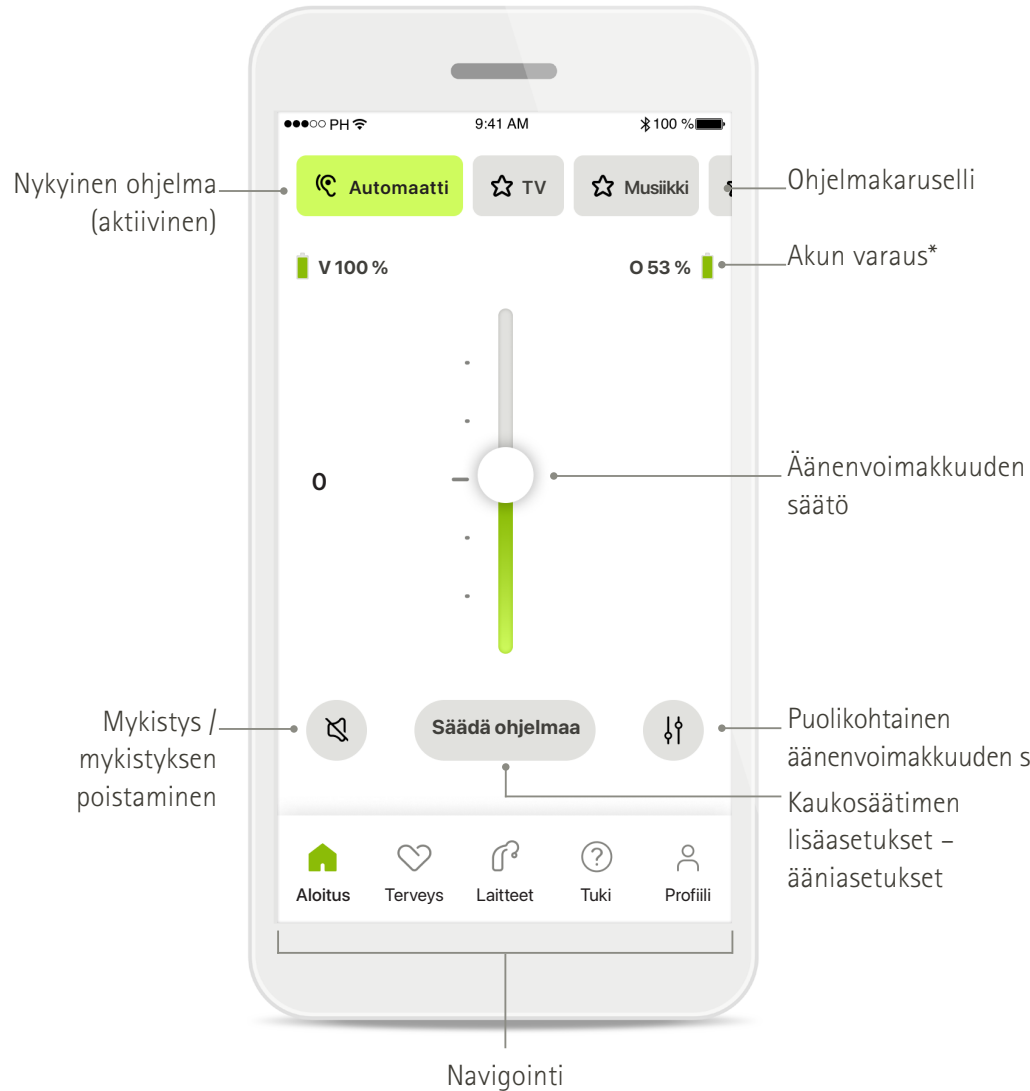 PH 9:41 AM 100 %
Nykyinen ohjelma
(aktiivinen)
Automaatti TV Musiikki
Ohjelmakaruselli
V 100 % O 53 %
Akun varaus*
0
Äänenvoimakkuuden
säätö
Mykistys /
mykistyksen
poistaminen
Säädä ohjelmaa
Puolikohtainen
äänenvoimakkuuden s
Kaukosäätimen
lisäasetukset –
ääniasetukset
Aloitus Terveys Laitteet Tuki Profiili
Navigointi